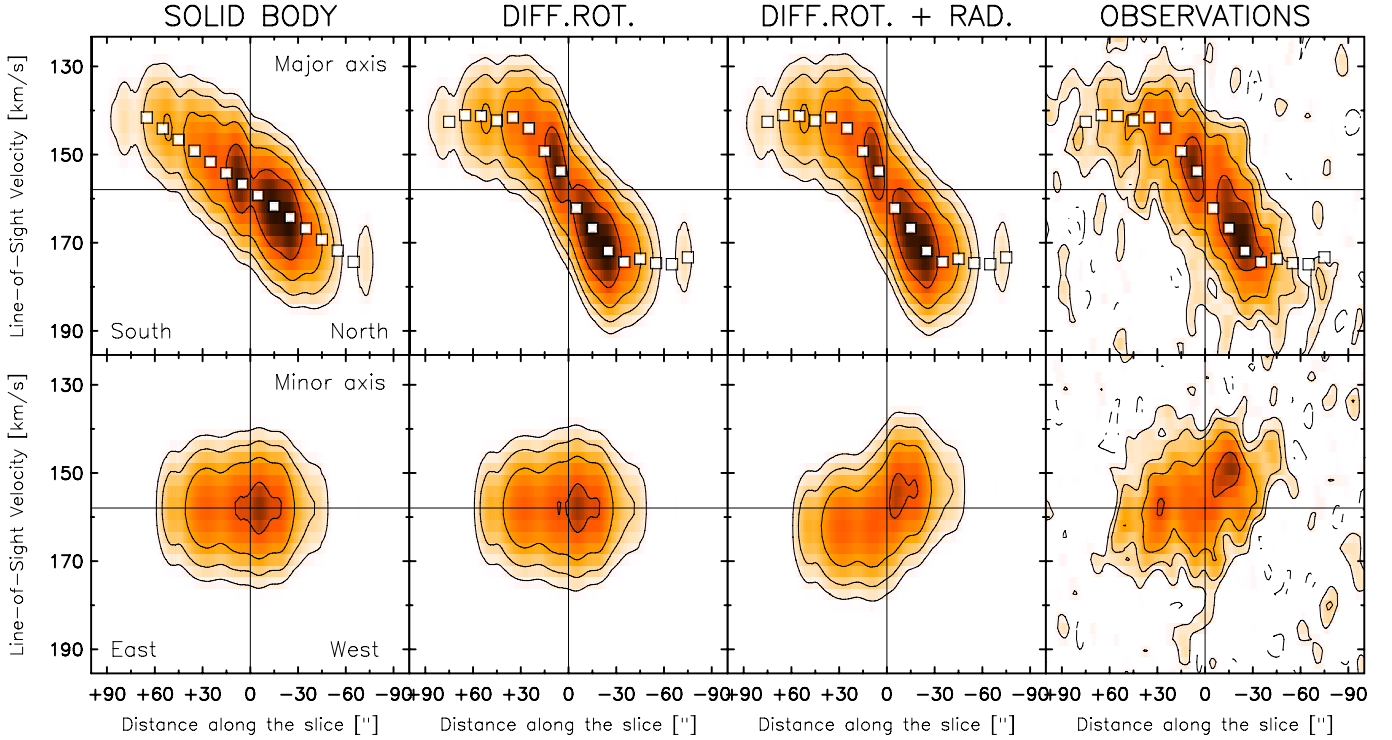 SOLID BODY
DIFF.ROT.
DIFF.ROT. + RAD.
OBSERVATIONS
Line-of-Sight Velocity [km/s]
130
150
170
190
Major axis
South
North
Line-of-Sight Velocity [km/s]
130
150
170
190
Minor axis
East
West
+90 +60 +30 0 -30 -60 -90
+90 +60 +30 0 -30 -60 -90
+90 +60 +30 0 -30 -60 -90
+90 +60 +30 0 -30 -60 -90
Distance along the slice ["]
Distance along the slice ["]
Distance along the slice ["]
Distance along the slice ["]